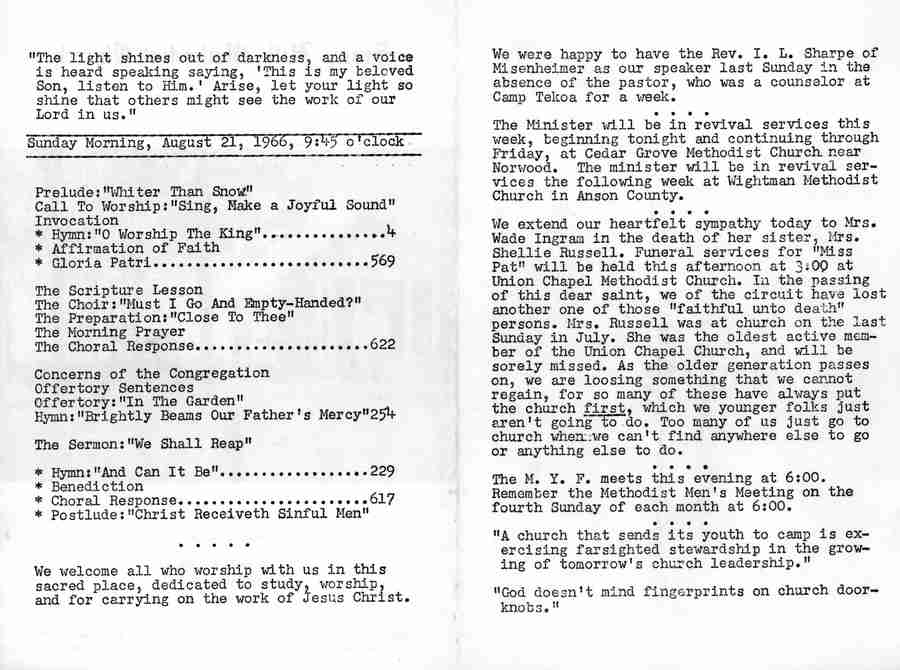 "The light shines out of darkness, and a voice
is heard speaking saying, 'This is my beloved
Son, listen to Him.' Arise, let your light so
shine that others might see the work of our
Lord in us."
Sunday Morning, August 21, 1966, 9:45 o'clock
Prelude:"Whiter Than Snow"
Call To Worship:"Sing, Make a Joyful Sound"
Invocation
* Hymn:"O Worship The King"...............4
* Affirmation of Faith
* Gloria Patri..........................569
The Scripture Lesson
The Choir:"Must I Go And Empty-Handed?"
The Preparation:"Close To Thee"
The Morning Prayer
The Choral Response.....................622
Concerns of the Congregation
Offertory Sentences
Offertory:"In The Garden"
Hymn:"Brightly Beams Our Father's Mercy"254
The Sermon:"We Shall Reap"
* Hymn:"And Can It Be"..................229
* Benediction
* Choral Response.......................617
* Postlude:"Christ Receiveth Sinful Men"
. . . . .
We welcome all who worship with us in this
sacred place, dedicated to study, worship,
and for carrying on the work of Jesus Christ.
We were happy to have the Rev. I. L. Sharpe of
Misenheimer as our speaker last Sunday in the
absence of the pastor, who was a counselor at
Camp Tekoa for a week.
. . . .
The Minister will be in revival services this
week, beginning tonight and continuing through
Friday, at Cedar Grove Methodist Church near
Norwood. The minister will be in revival ser-
vices the following week at Wightman Methodist
Church in Anson County.
. . . .
We extend our heartfelt sympathy today to Mrs.
Wade Ingram in the death of her sister, Mrs.
Shellie Russell. Funeral services for "Miss
Pat" will be held this afternoon at 3:00 at
Union Chapel Methodist Church. In the passing
of this dear saint, we of the circuit have lost
another one of those "faithful unto death"
persons. Mrs. Russell was at church on the last
Sunday in July. She was the oldest active mem-
ber of the Union Chapel Church, and will be
sorely missed. As the older generation passes
on, we are loosing something that we cannot
regain, for so many of these have always put
the church first, which we younger folks just
aren't going to do. Too many of us just go to
church when we can't find anywhere else to go
or anything else to do.
. . . .
The M. Y. F. meets this evening at 6:00.
Remember the Methodist Men's Meeting on the
fourth Sunday of each month at 6:00.
. . . .
"A church that sends its youth to camp is ex-
ercising farsighted stewardship in the grow-
ing of tomorrow's church leadership."
"God doesn't mind fingerprints on church door-
knobs."